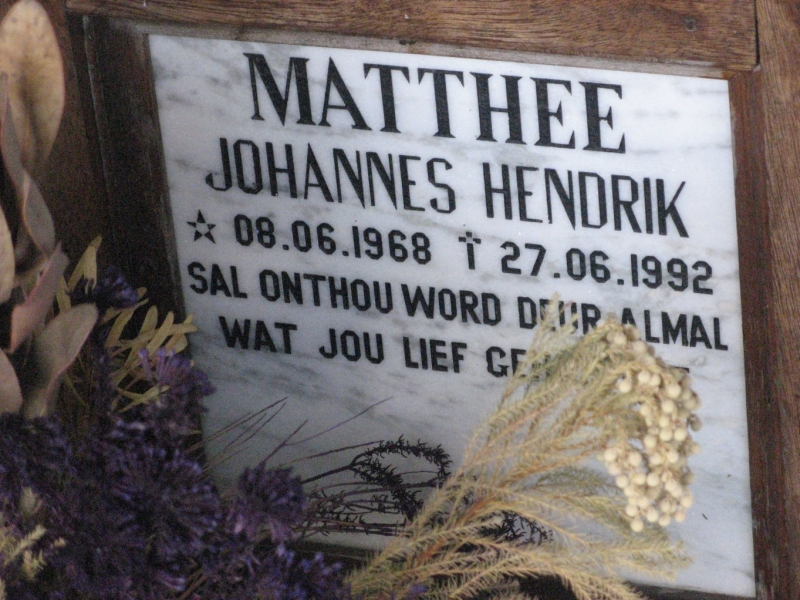 MATTHEE
JOHANNES HENDRIK
☆ 08.06.1968 † 27.06.1992
SAL ONTHOU WORD DEUR ALMAL
WAT JOU LIEF